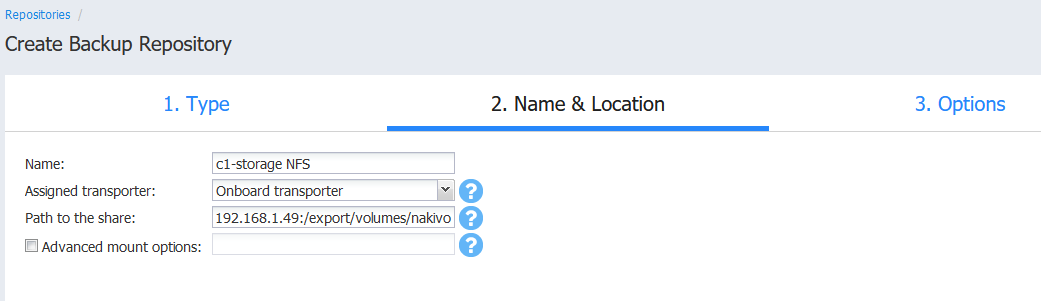 Repositories /
Create Backup Repository
1. Type 2. Name & Location 3. Options
Name: c1-storage NFS
Assigned transporter: Onboard transporter ?
Path to the share: 192.168.1.49:/export/volumes/nakivo ?
Advanced mount options: ?